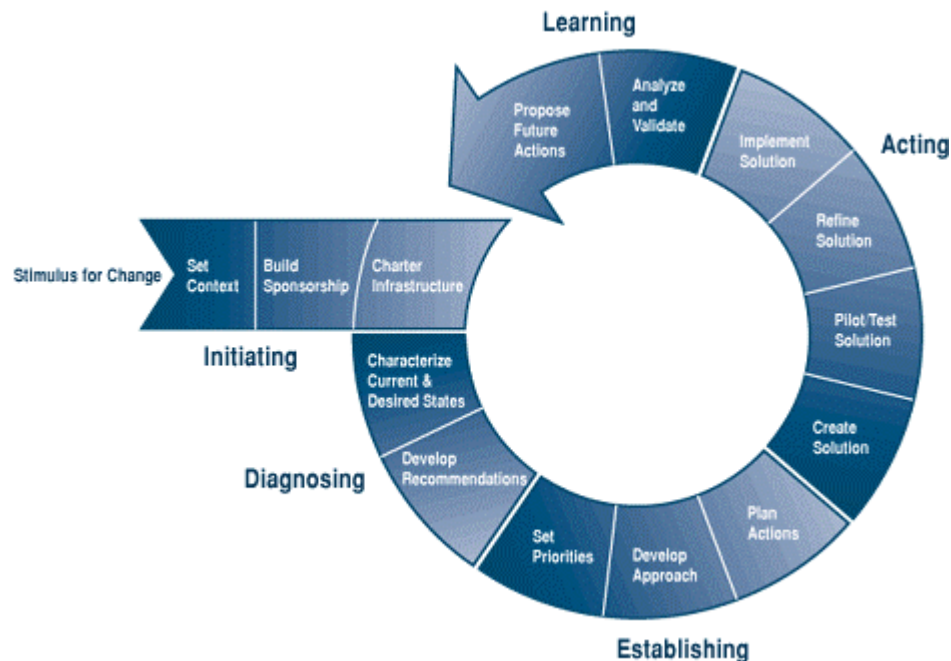 Learning
Propose
Future
Actions
Analyze
and
Validate
Implement
Solution
Acting
Refine
Solution
Pilot/Test
Solution
Create
Solution
Stimulus for Change
Set
Context
Build
Sponsorship
Charter
Infrastructure
Initiating
Characterize
Current &
Desired States
Diagnosing
Develop
Recommendations
Set
Priorities
Develop
Approach
Plan
Actions
Establishing